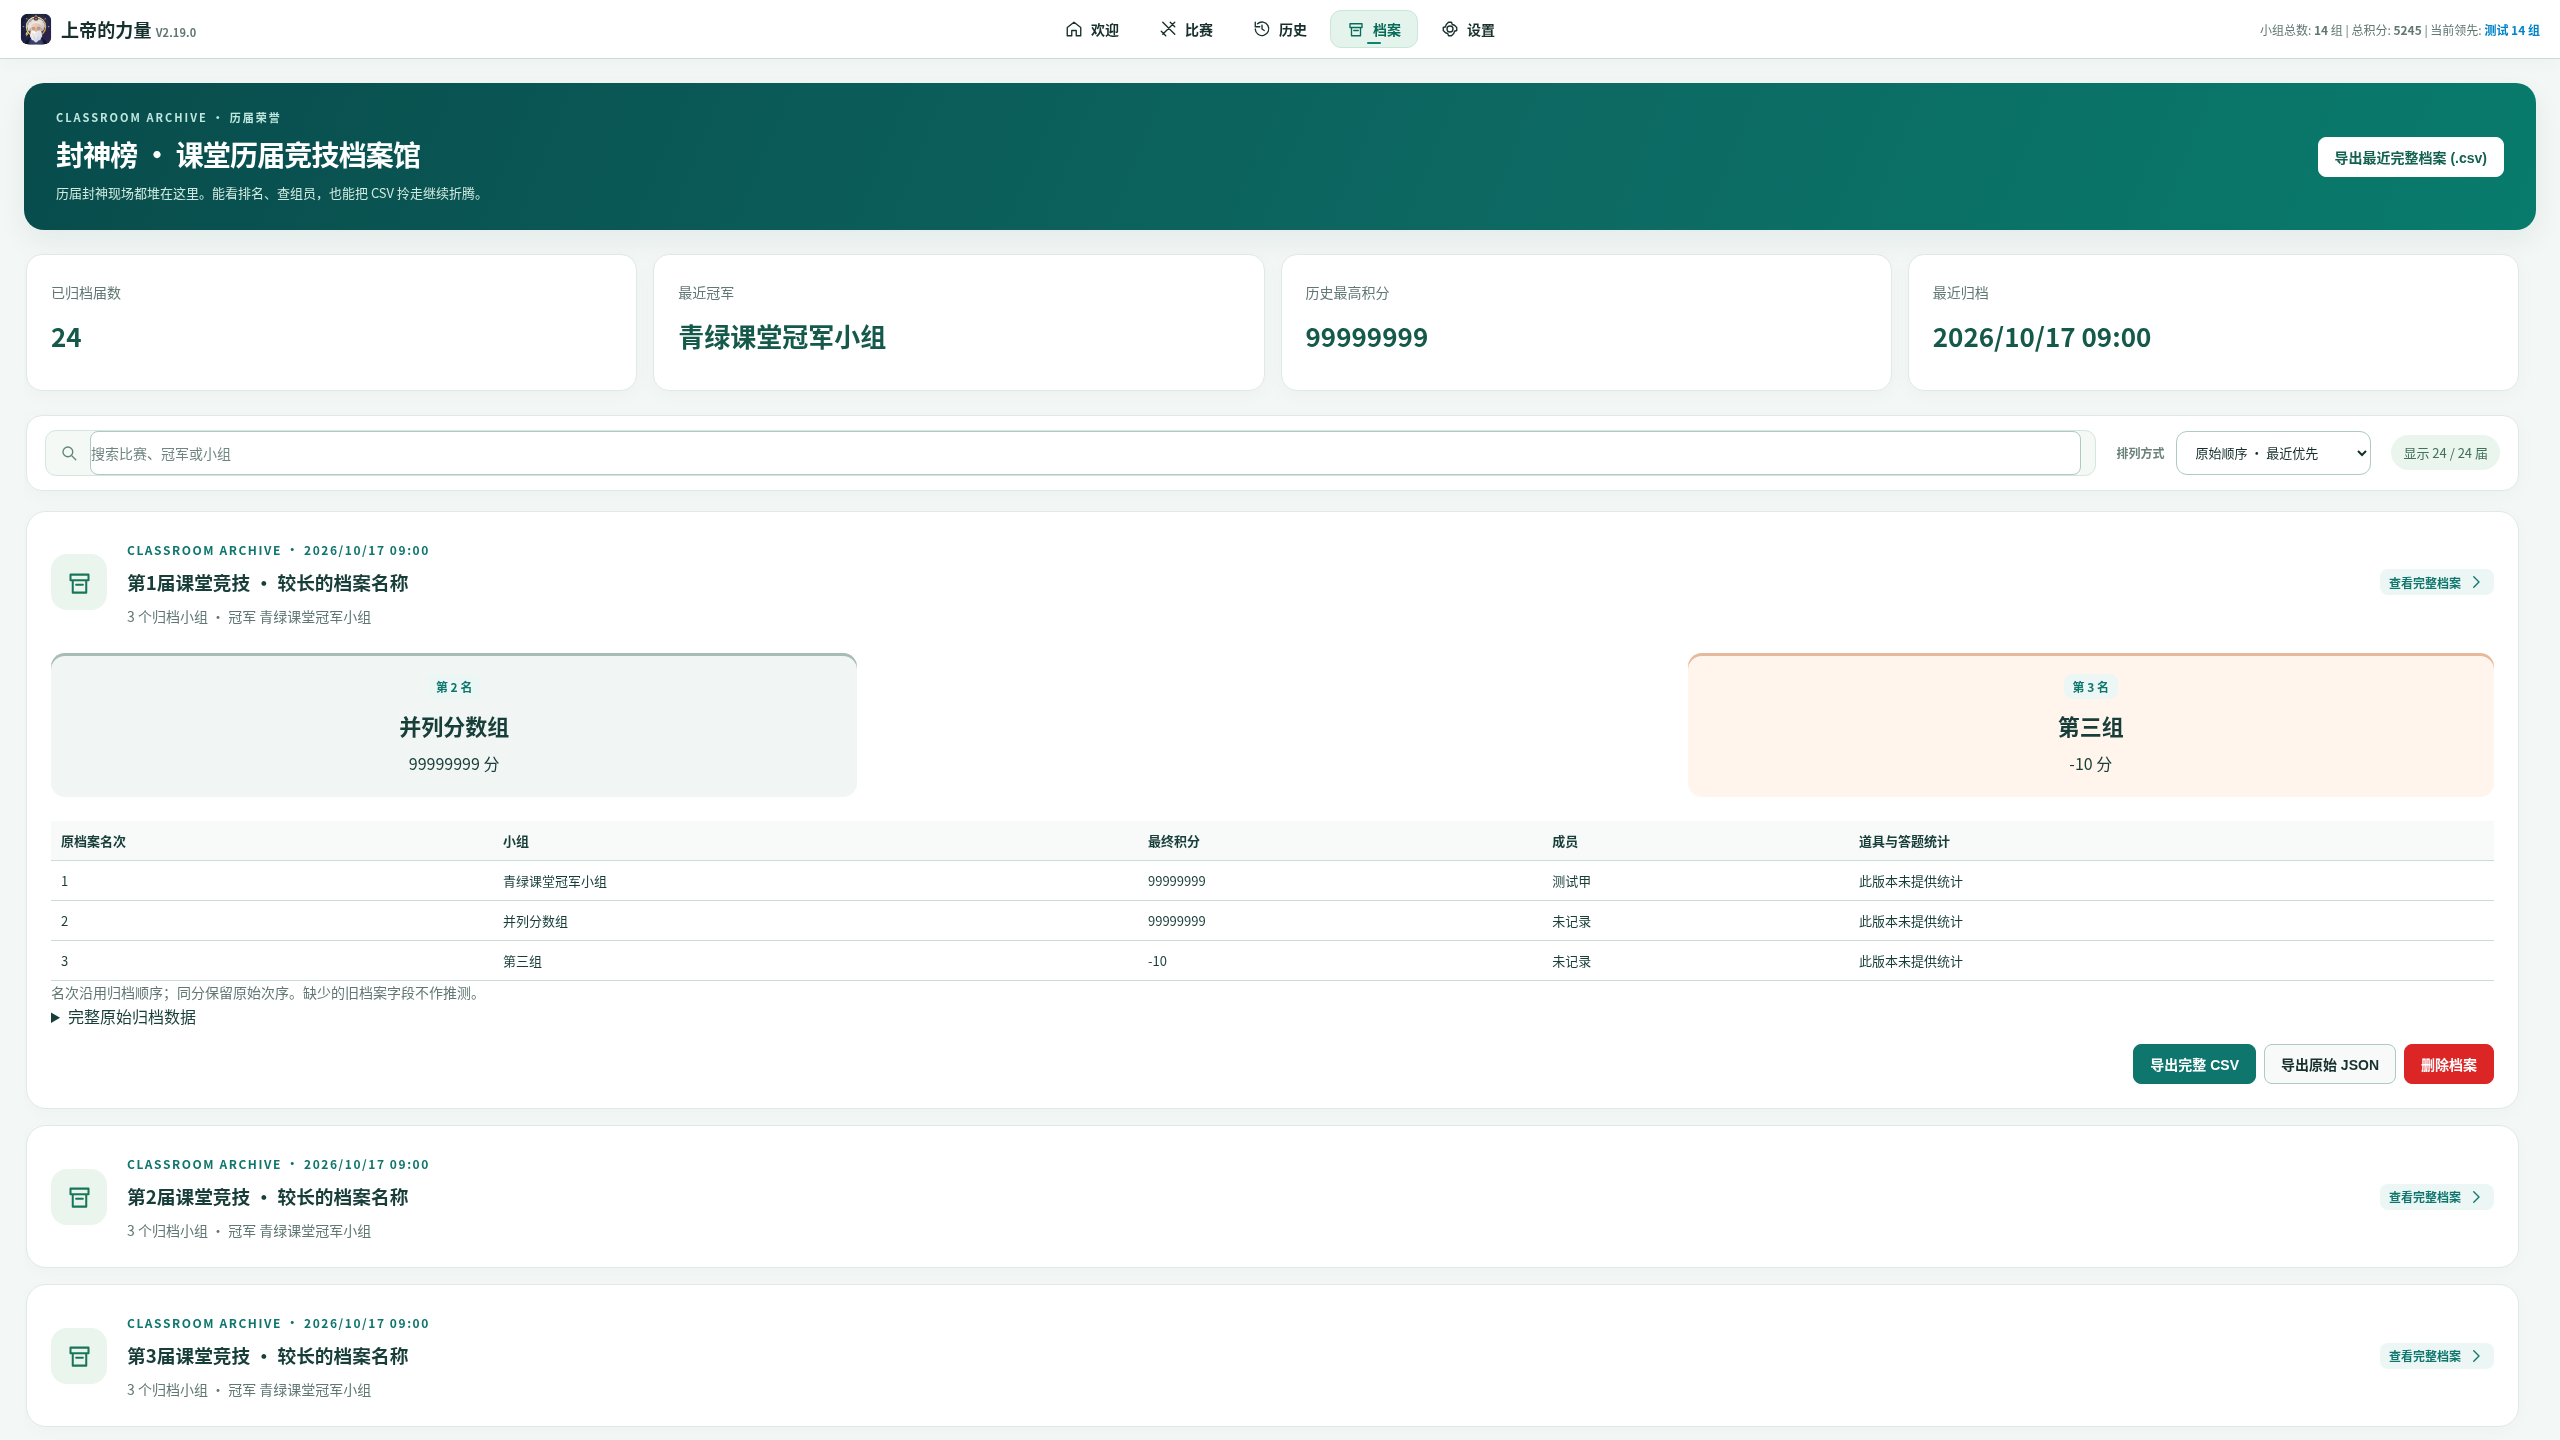 上帝的力量 V2.19.0
欢迎 比赛 历史 档案 设置
小组总数: 14 组 | 总积分: 5245 | 当前领先: 测试 14 组
CLASSROOM ARCHIVE · 历届荣誉
封神榜 · 课堂历届竞技档案馆
历届封神现场都堆在这里。能看排名、查组员，也能把 CSV 拎走继续折腾。
导出最近完整档案 (.csv)
已归档届数
24
最近冠军
青绿课堂冠军小组
历史最高积分
99999999
最近归档
2026/10/17 09:00
搜索比赛、冠军或小组
排列方式
原始顺序 · 最近优先
显示 24 / 24 届
CLASSROOM ARCHIVE · 2026/10/17 09:00
第1届课堂竞技 · 较长的档案名称
3 个归档小组 · 冠军 青绿课堂冠军小组
查看完整档案
第 2 名
并列分数组
99999999 分
第 3 名
第三组
-10 分
原档案名次 小组 最终积分 成员 道具与答题统计
1 青绿课堂冠军小组 99999999 测试甲 此版本未提供统计
2 并列分数组 99999999 未记录 此版本未提供统计
3 第三组 -10 未记录 此版本未提供统计
名次沿用归档顺序；同分保留原始次序。缺少的旧档案字段不作推测。
完整原始归档数据
导出完整 CSV 导出原始 JSON 删除档案
CLASSROOM ARCHIVE · 2026/10/17 09:00
第2届课堂竞技 · 较长的档案名称
3 个归档小组 · 冠军 青绿课堂冠军小组
查看完整档案
CLASSROOM ARCHIVE · 2026/10/17 09:00
第3届课堂竞技 · 较长的档案名称
3 个归档小组 · 冠军 青绿课堂冠军小组
查看完整档案